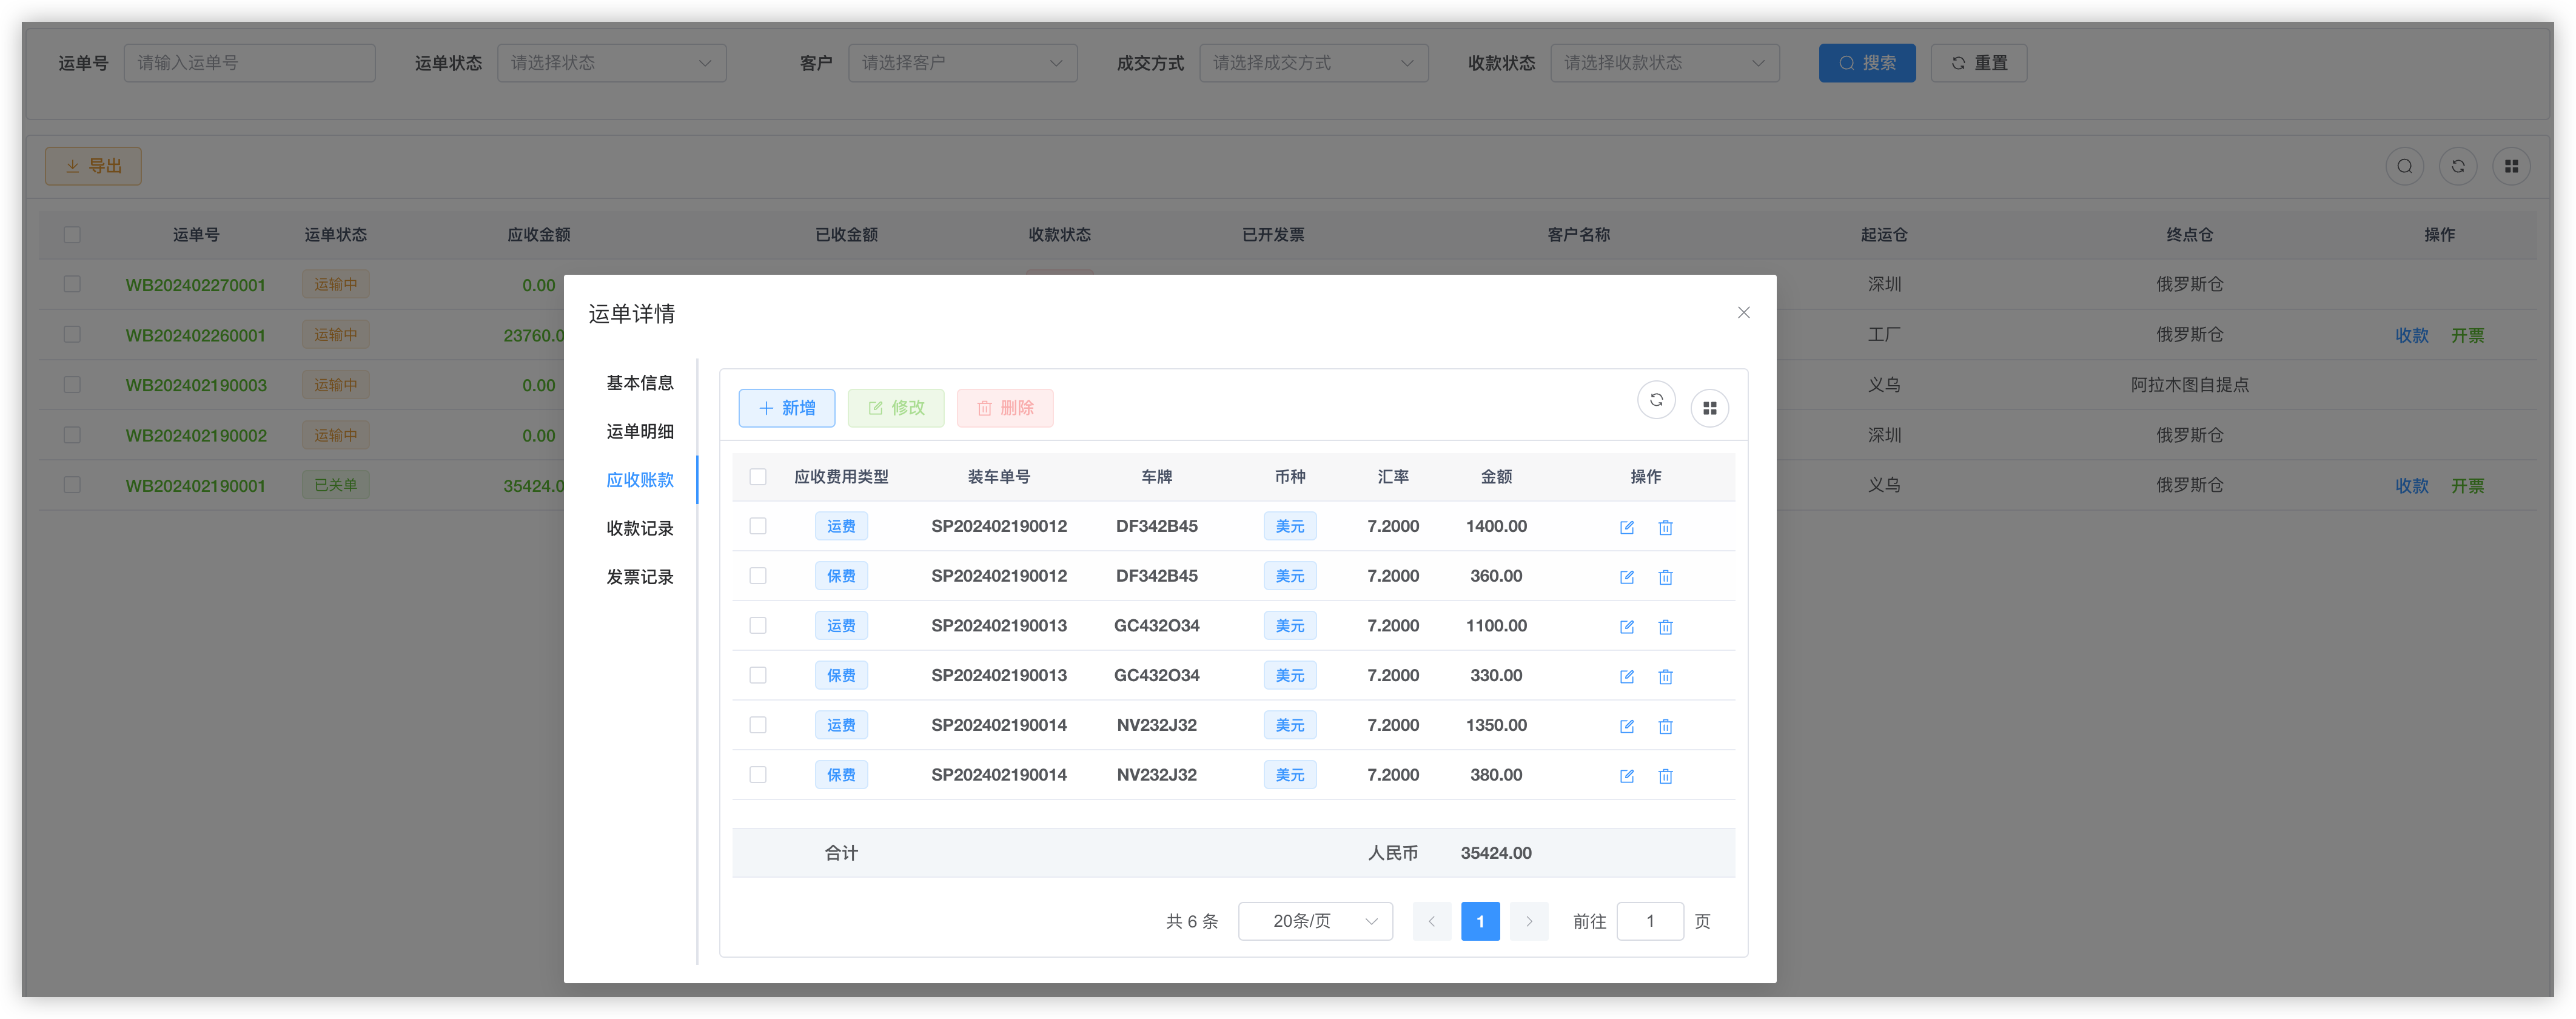 运单号 请输入运单号 运单状态 请选择状态 客户 请选择客户 成交方式 请选择成交方式 收款状态 请选择收款状态 搜索 重置
导出
运单号 运单状态 应收金额 已收金额 收款状态 已开发票 客户名称 起运仓 终点仓 操作
WB202402270001 运输中 0.00 深圳 俄罗斯仓
WB202402260001 运输中 23760.0 工厂 俄罗斯仓 收款 开票
WB202402190003 运输中 0.00 义乌 阿拉木图自提点
WB202402190002 运输中 0.00 深圳 俄罗斯仓
WB202402190001 已关单 35424.0 义乌 俄罗斯仓 收款 开票
运单详情
基本信息
运单明细
应收账款
收款记录
发票记录
新增 修改 删除
应收费用类型 装车单号 车牌 币种 汇率 金额 操作
运费 SP202402190012 DF342B45 美元 7.2000 1400.00
保费 SP202402190012 DF342B45 美元 7.2000 360.00
运费 SP202402190013 GC432O34 美元 7.2000 1100.00
保费 SP202402190013 GC432O34 美元 7.2000 330.00
运费 SP202402190014 NV232J32 美元 7.2000 1350.00
保费 SP202402190014 NV232J32 美元 7.2000 380.00
合计 人民币 35424.00
共 6 条 20条/页 1 前往 1 页